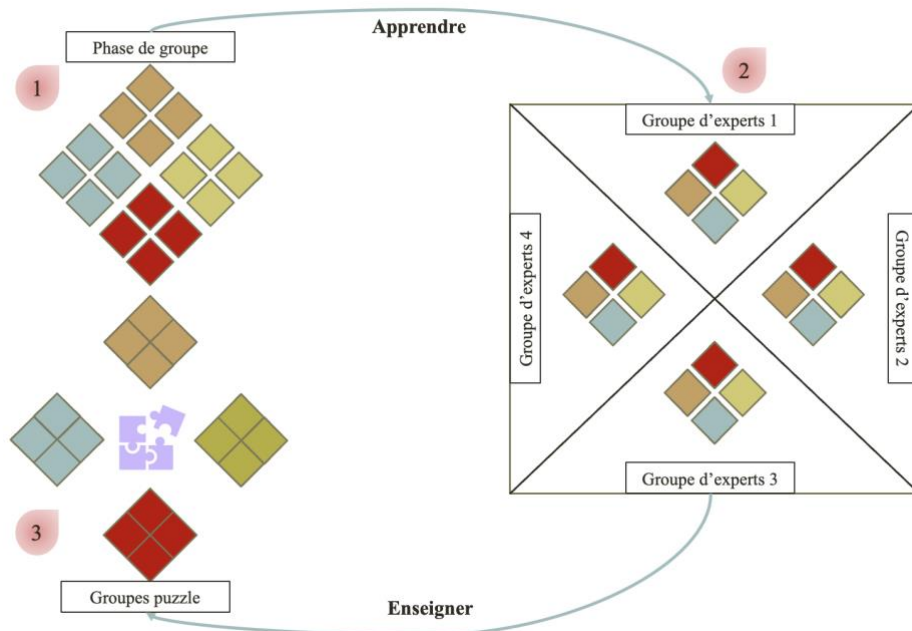 Apprendre
Phase de groupe
1
2
Groupe d’experts 1
Groupe d’experts 4
Groupe d’experts 2
Groupe d’experts 3
3
Groupes puzzle
Enseigner